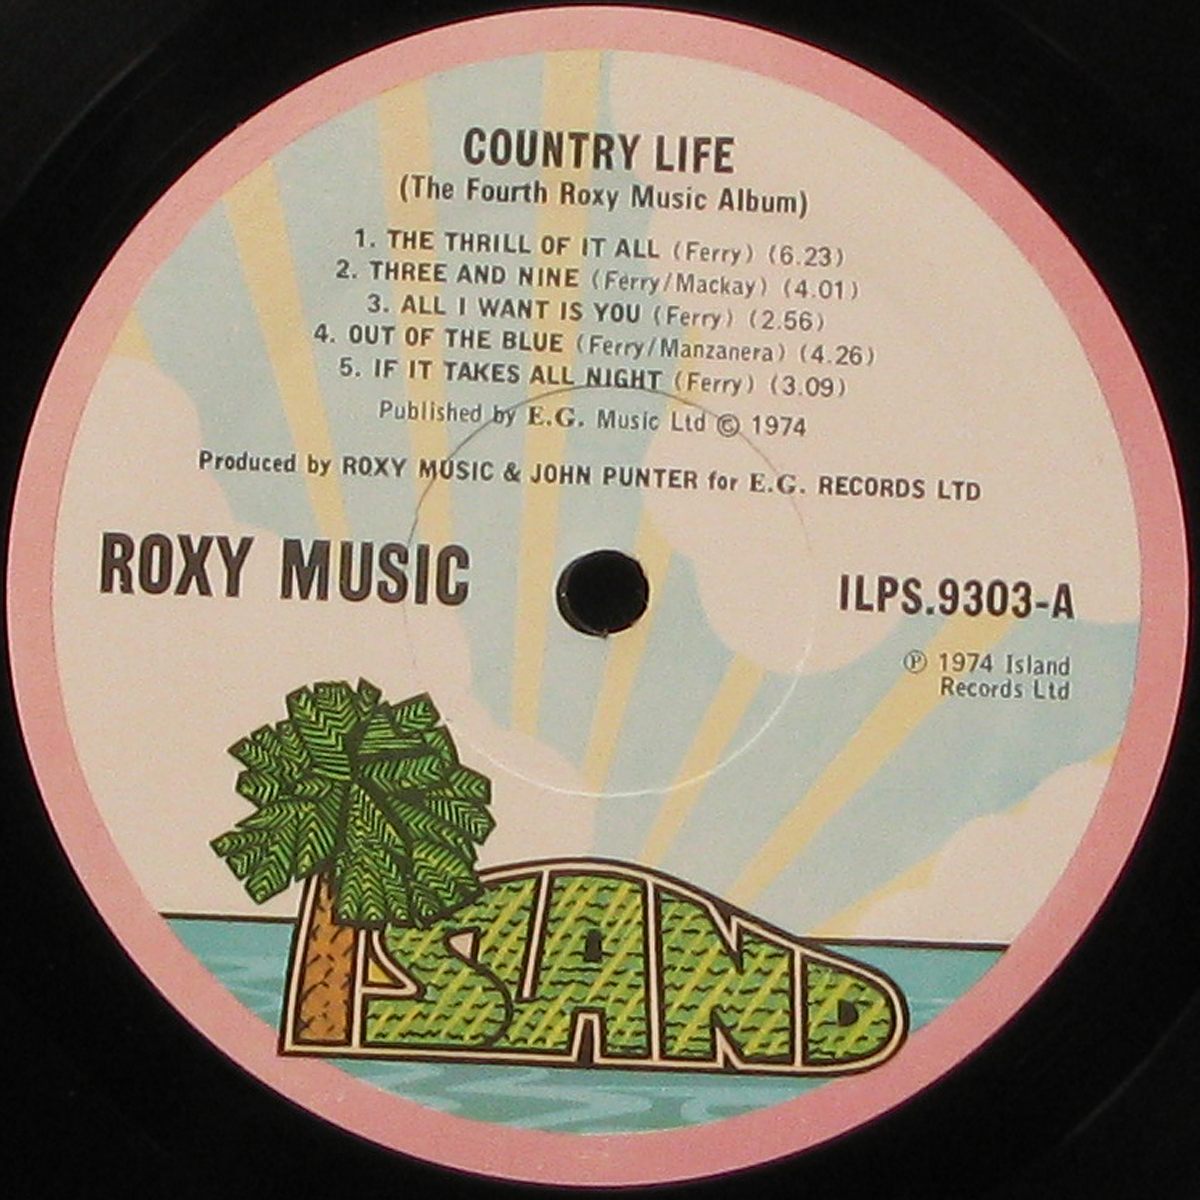 COUNTRY LIFE
(The Fourth Roxy Music Album)
1. THE THRILL OF IT ALL (Ferry) (6.23)
2. THREE AND NINE (Ferry/Mackay) (4.01)
3. ALL I WANT IS YOU (Ferry) (2.56)
4. OUT OF THE BLUE (Ferry/Manzanera) (4.26)
5. IF IT TAKES ALL NIGHT (Ferry) (3.09)
Published by E.G. Music Ltd © 1974
Produced by ROXY MUSIC & JOHN PUNTER for E.G. RECORDS LTD
ROXY MUSIC
ILPS.9303-A
℗ 1974 Island
Records Ltd
ISLAND